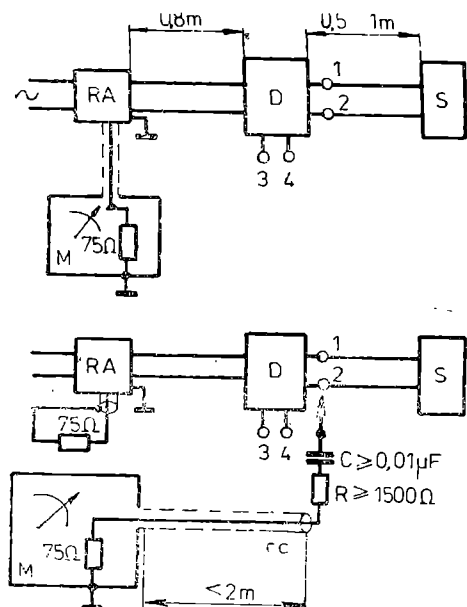 0,8m
0,5 1m
~
RA
D
1
2
S
3 4
M
75Ω
RA
D
1
2
S
75Ω
3 4
C ≥ 0,01µF
R ≥ 1500Ω
M
75Ω
rc
<2m